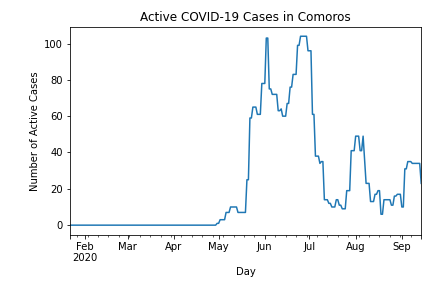 Active COVID-19 Cases in Comoros
Number of Active Cases
100
80
60
40
20
0
Feb Mar Apr May Jun Jul Aug Sep
2020
Day